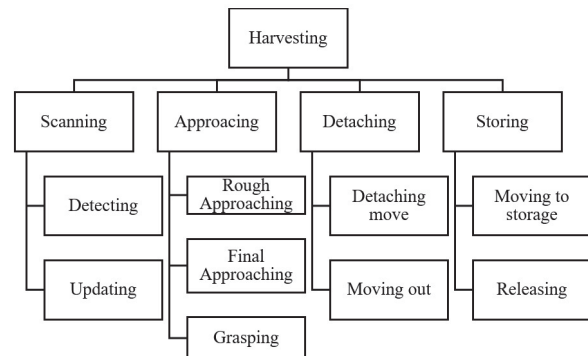 Harvesting
Scanning
Approacing
Detaching
Storing
Detecting
Updating
Rough
Approaching
Final
Approaching
Grasping
Detaching
move
Moving out
Moving to
storage
Releasing